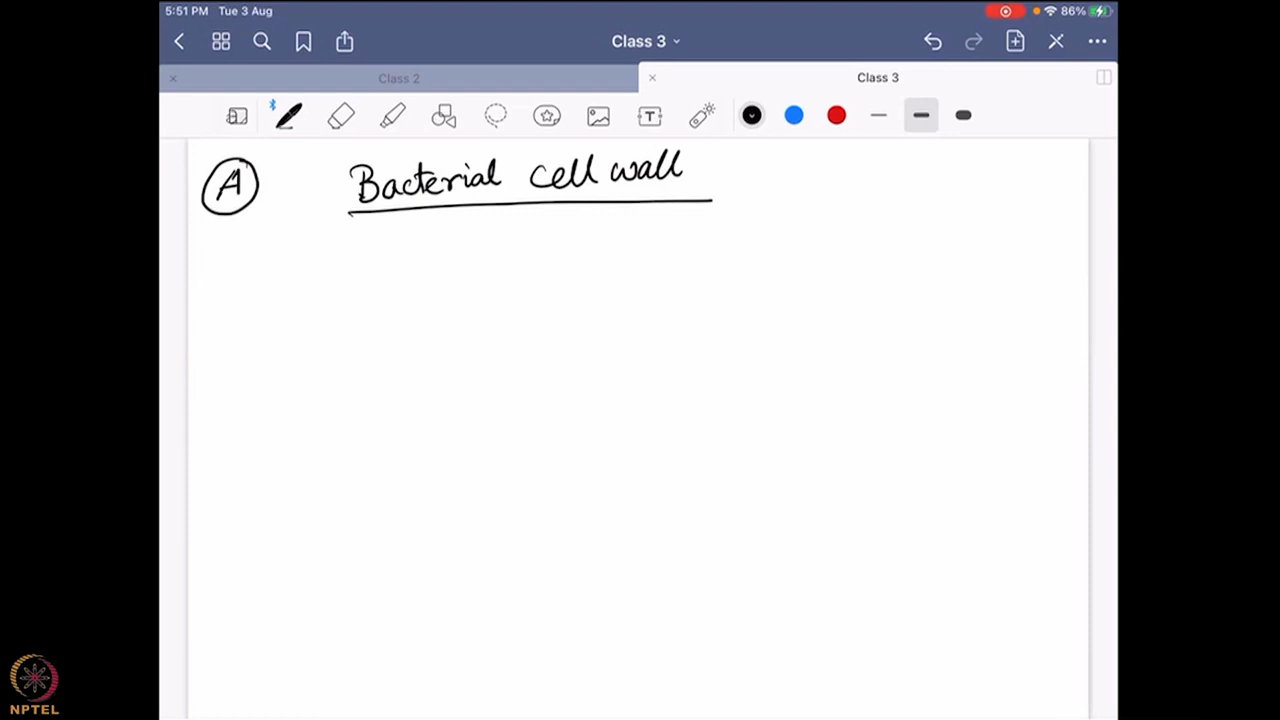 5:51 PM Tue 3 Aug 86%
Class 3
Class 2 Class 3
T
A Bacterial cell wall
NPTEL